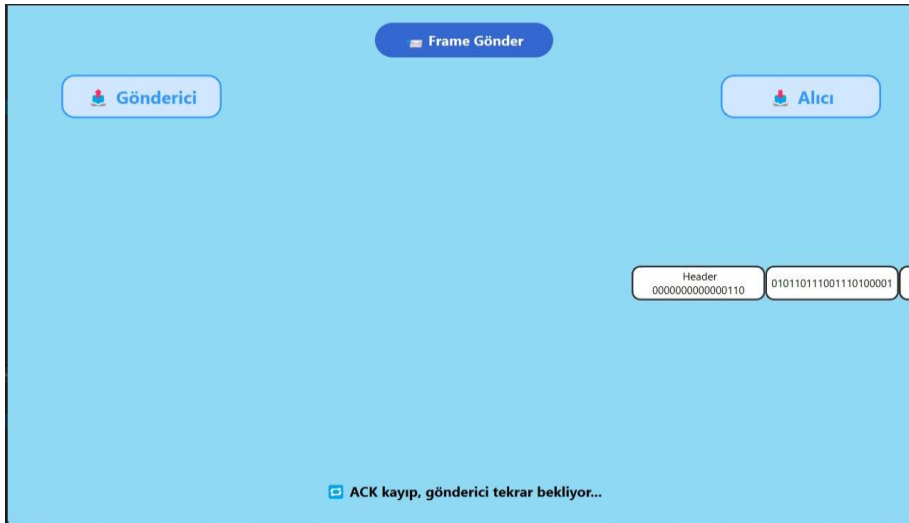 Frame Gönder
Gönderici
Alıcı
Header
0000000000000110
010110111001110100001
ACK kayıp, gönderici tekrar bekliyor...